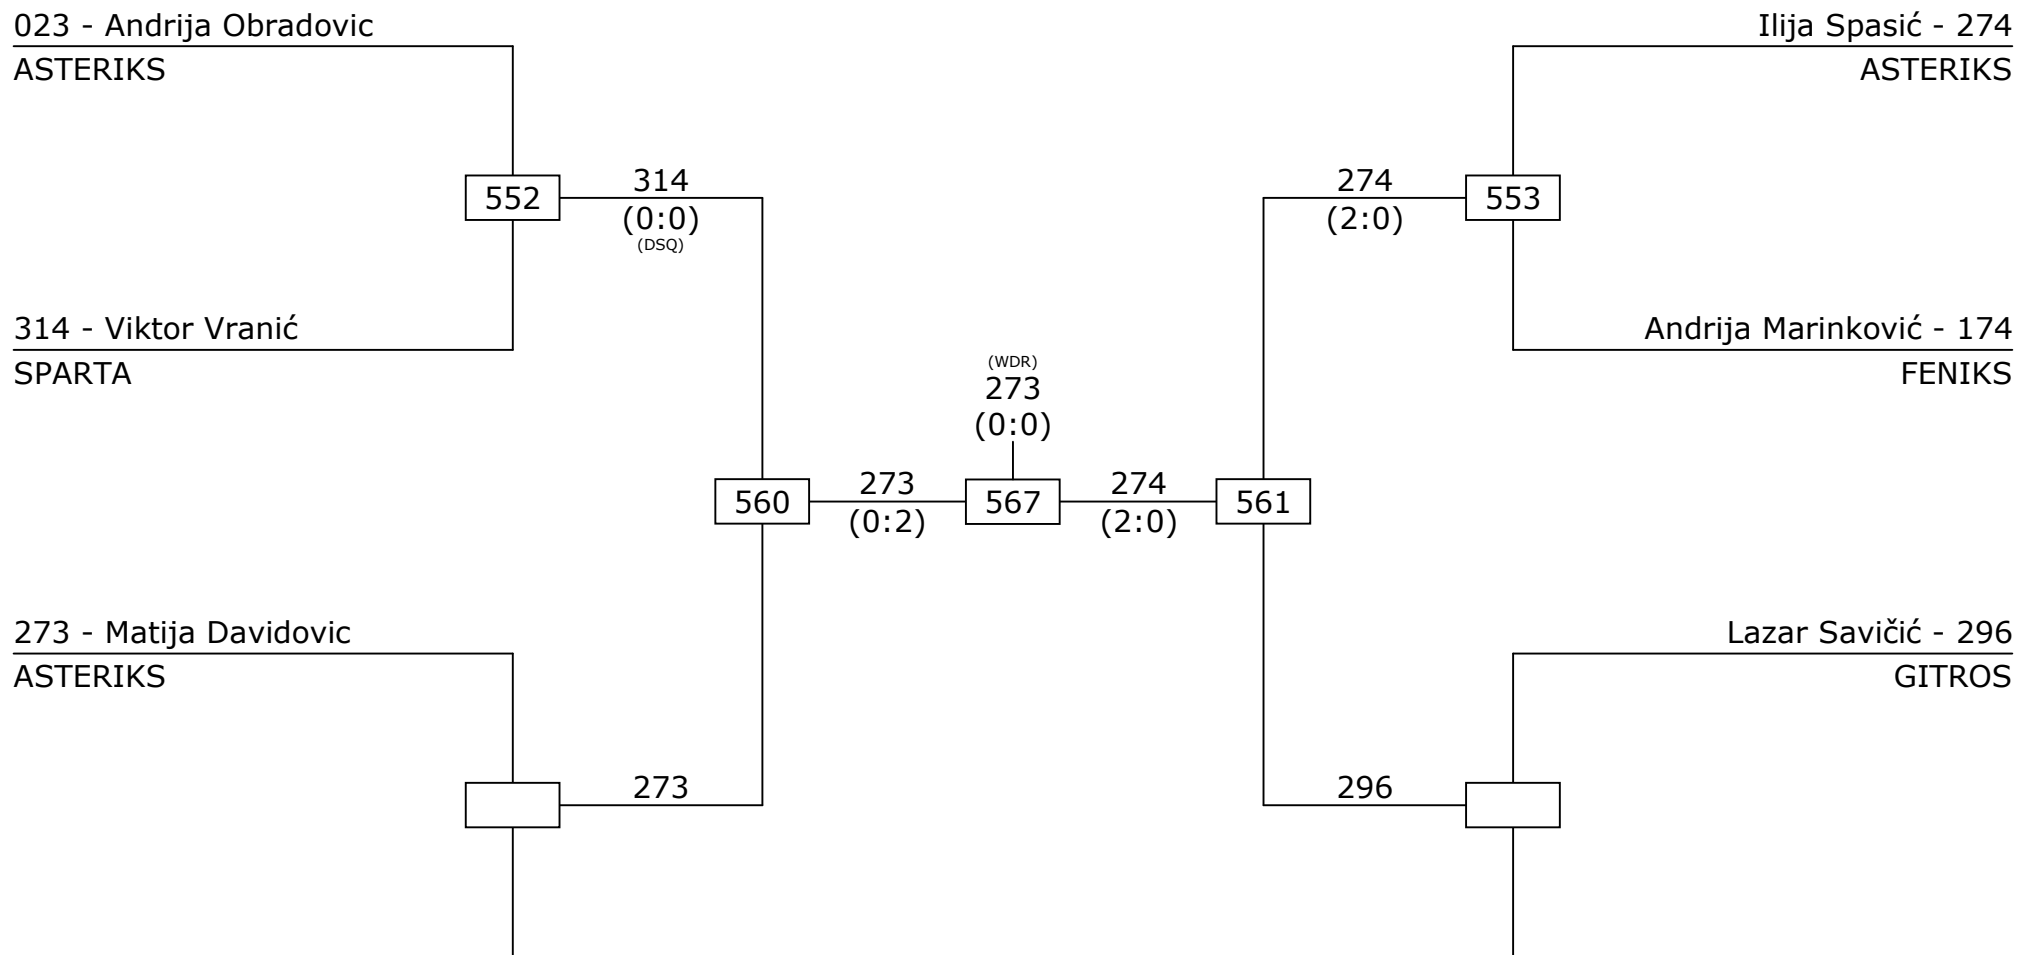 023 - Andrija Obradovic
ASTERIKS
Ilija Spasić - 274
ASTERIKS
552
314
(0:0)
(DSQ)
274
(2:0)
553
314 - Viktor Vranić
SPARTA
Andrija Marinković - 174
FENIKS
(WDR)
273
(0:0)
560
273
(0:2)
567
274
(2:0)
561
273 - Matija Davidovic
ASTERIKS
Lazar Savičić - 296
GITROS
273
296